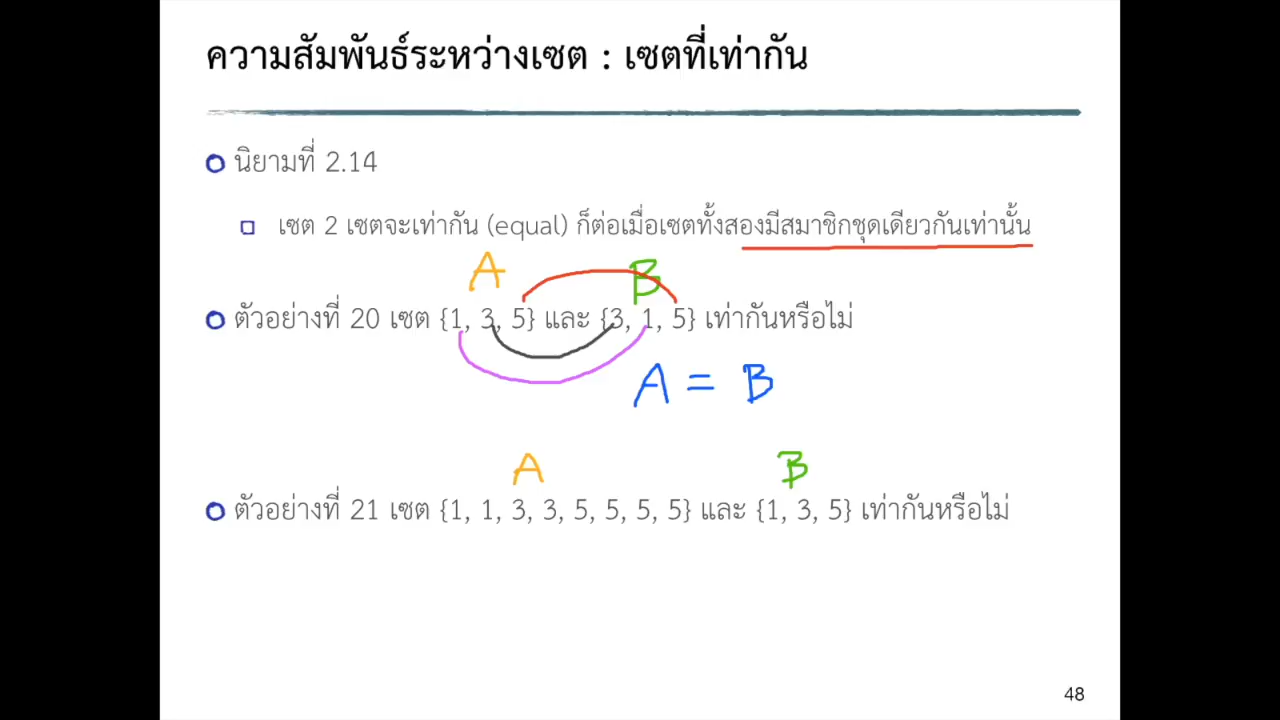 ความสัมพันธ์ระหว่างเซต : เซตที่เท่ากัน
นิยามที่ 2.14
เซต 2 เซตจะเท่ากัน (equal) ก็ต่อเมื่อเซตทั้งสองมีสมาชิกชุดเดียวกันเท่านั้น
A B
ตัวอย่างที่ 20 เซต {1, 3, 5} และ {3, 1, 5} เท่ากันหรือไม่
A = B
A B
ตัวอย่างที่ 21 เซต {1, 1, 3, 3, 5, 5, 5, 5} และ {1, 3, 5} เท่ากันหรือไม่
48